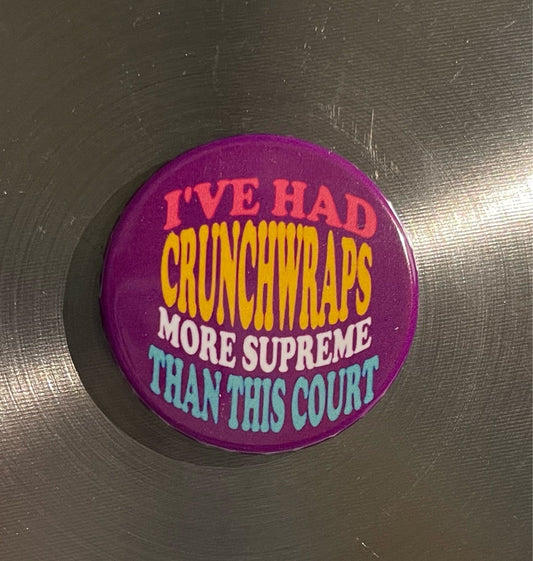 I'VE HAD
CRUNCHWRAPS
MORE SUPREME
THAN THIS COURT